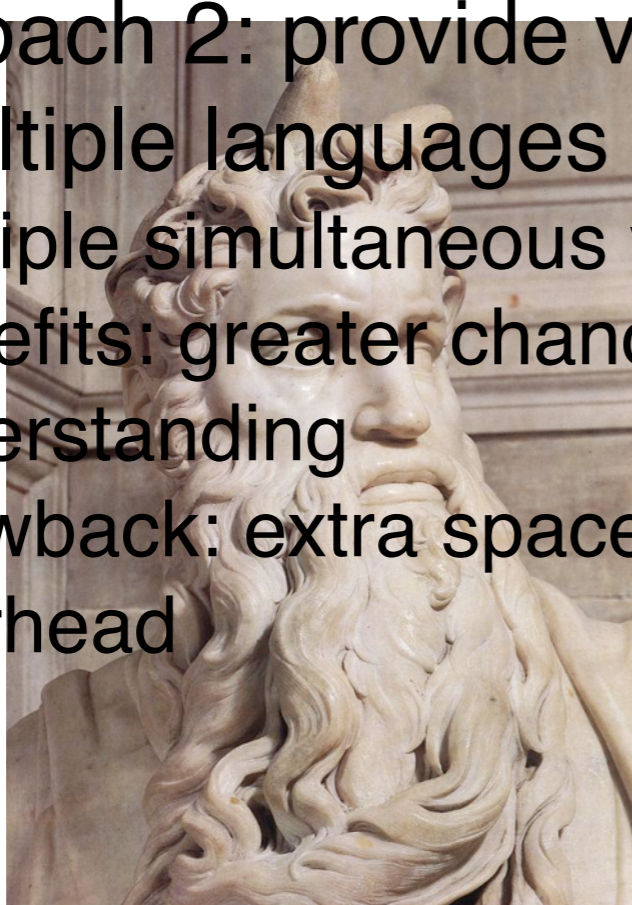 oach 2: provide v
ltiple languages
iple simultaneous
efits: greater chanc
erstanding
wback: extra space
rhead